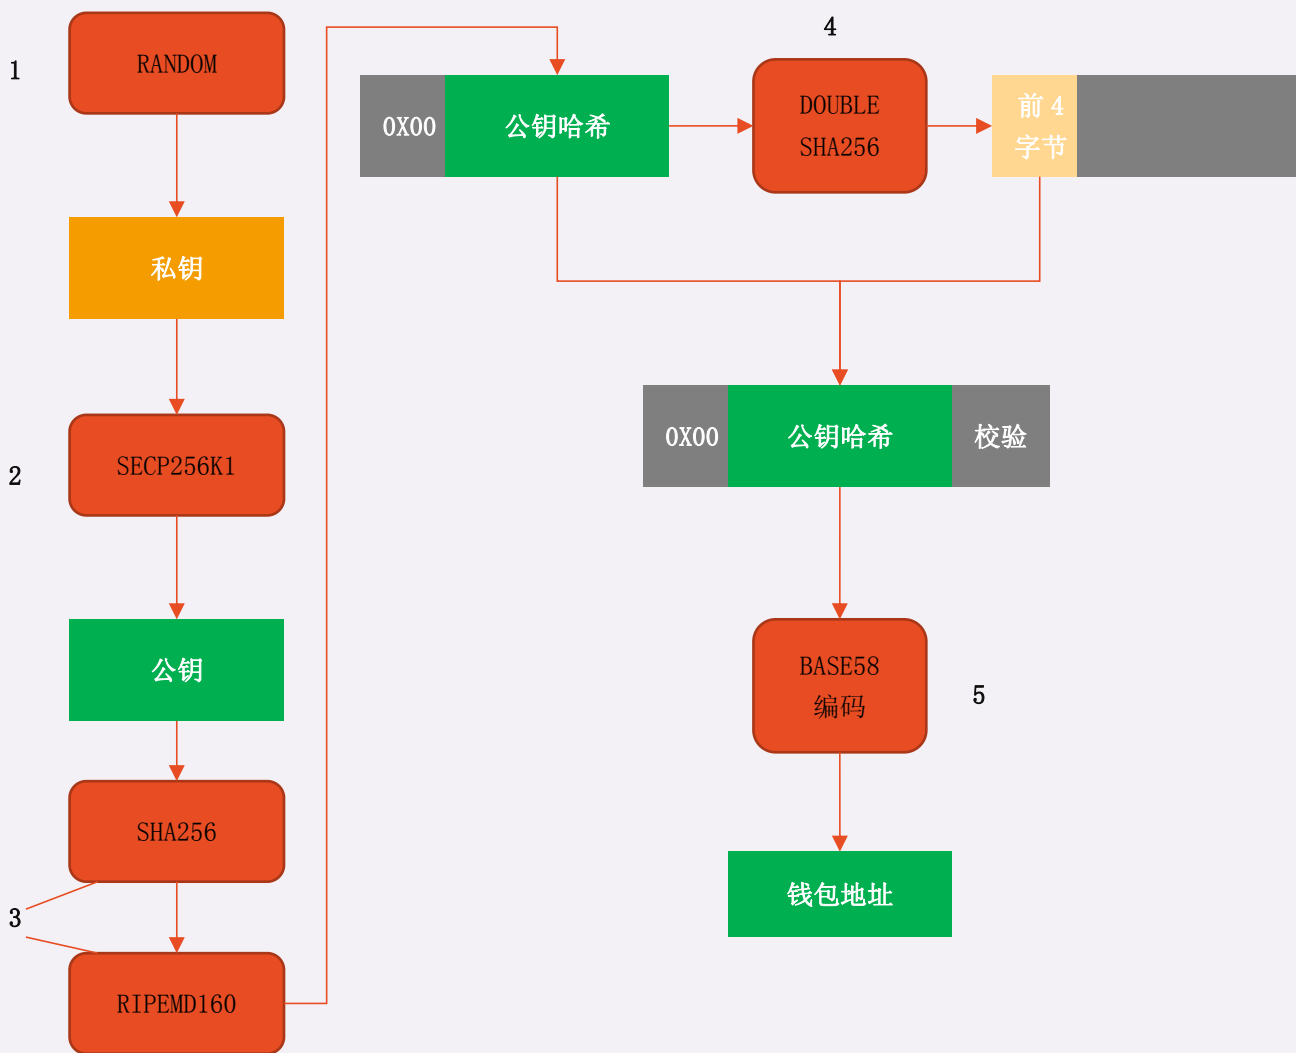 1
RANDOM
私钥
2
SECP256K1
公钥
SHA256
3
RIPEMD160
4
0X00
公钥哈希
DOUBLE
SHA256
前4
字节
0X00
公钥哈希
校验
BASE58
编码
5
钱包地址